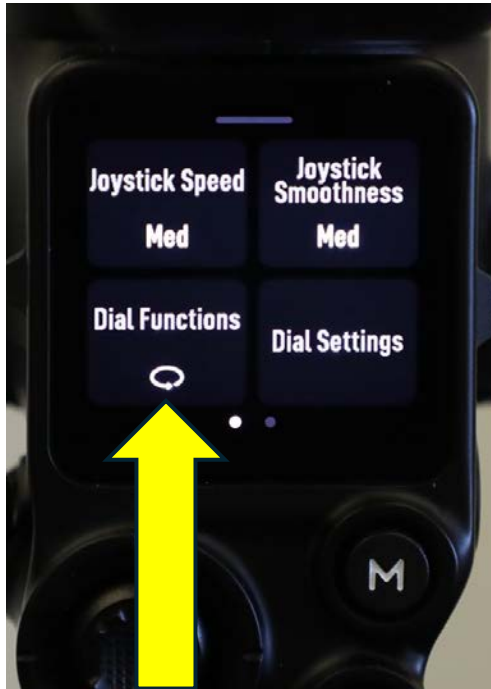 Joystick Speed
Med
Joystick
Smoothness
Med
Dial Functions
Dial Settings
M